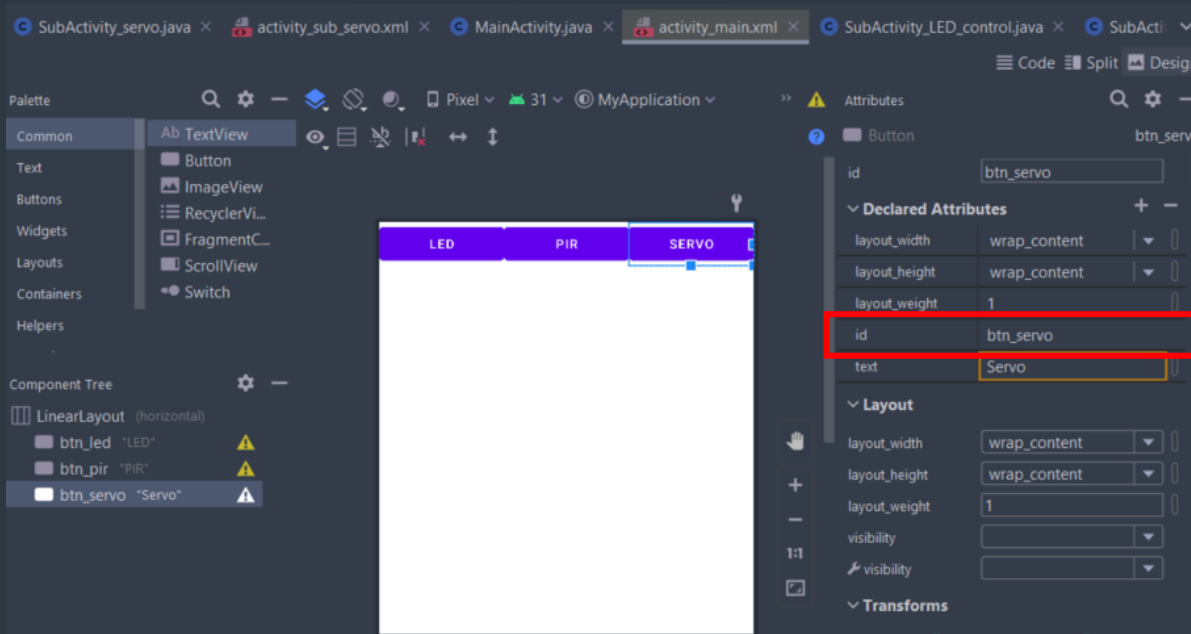 SubActivity_servo.java activity_sub_servo.xml MainActivity.java activity_main.xml SubActivity_LED_control.java
Code Split
Palette
Pixel 31 MyApplication
Attributes
Common
Text
Buttons
Widgets
Layouts
Containers
Helpers
Ab TextView
Button
ImageView
RecyclerVi...
FragmentC...
ScrollView
Switch
Component Tree
LinearLayout (horizontal)
btn_led "LED"
btn_pir "PIR"
btn_servo "Servo"
LED PIR SERVO
1:1
Button
id btn_servo
Declared Attributes
layout_width wrap_content
layout_height wrap_content
layout_weight 1
id btn_servo
text Servo
Layout
layout_width wrap_content
layout_height wrap_content
layout_weight 1
visibility
visibility
Transforms